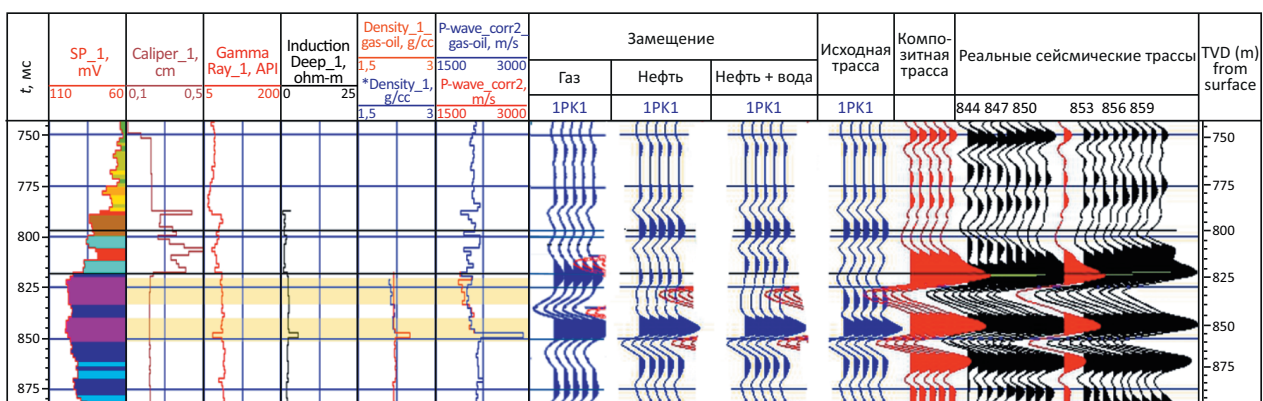 t, мс
SP_1,
mV
110 60
Caliper_1,
cm
0,1 0,5
Gamma
Ray_1, API
5 200
Induction
Deep_1,
ohm-m
0 25
Density_1_
gas-oil, g/cc
1,5 3
*Density_1,
g/cc
1,5 3
P-wave_corr2_
gas-oil, m/s
1500 3000
P-wave_corr2,
m/s
1500 3000
Замещение
Газ
Нефть
Нефть + вода
1PK1
1PK1
1PK1
Исходная
трасса
1PK1
Компо-
зитная
трасса
Реальные сейсмические трассы
844 847 850 853 856 859
TVD (m)
from
surface
750
775
800
825
850
875
750
775
800
825
850
875